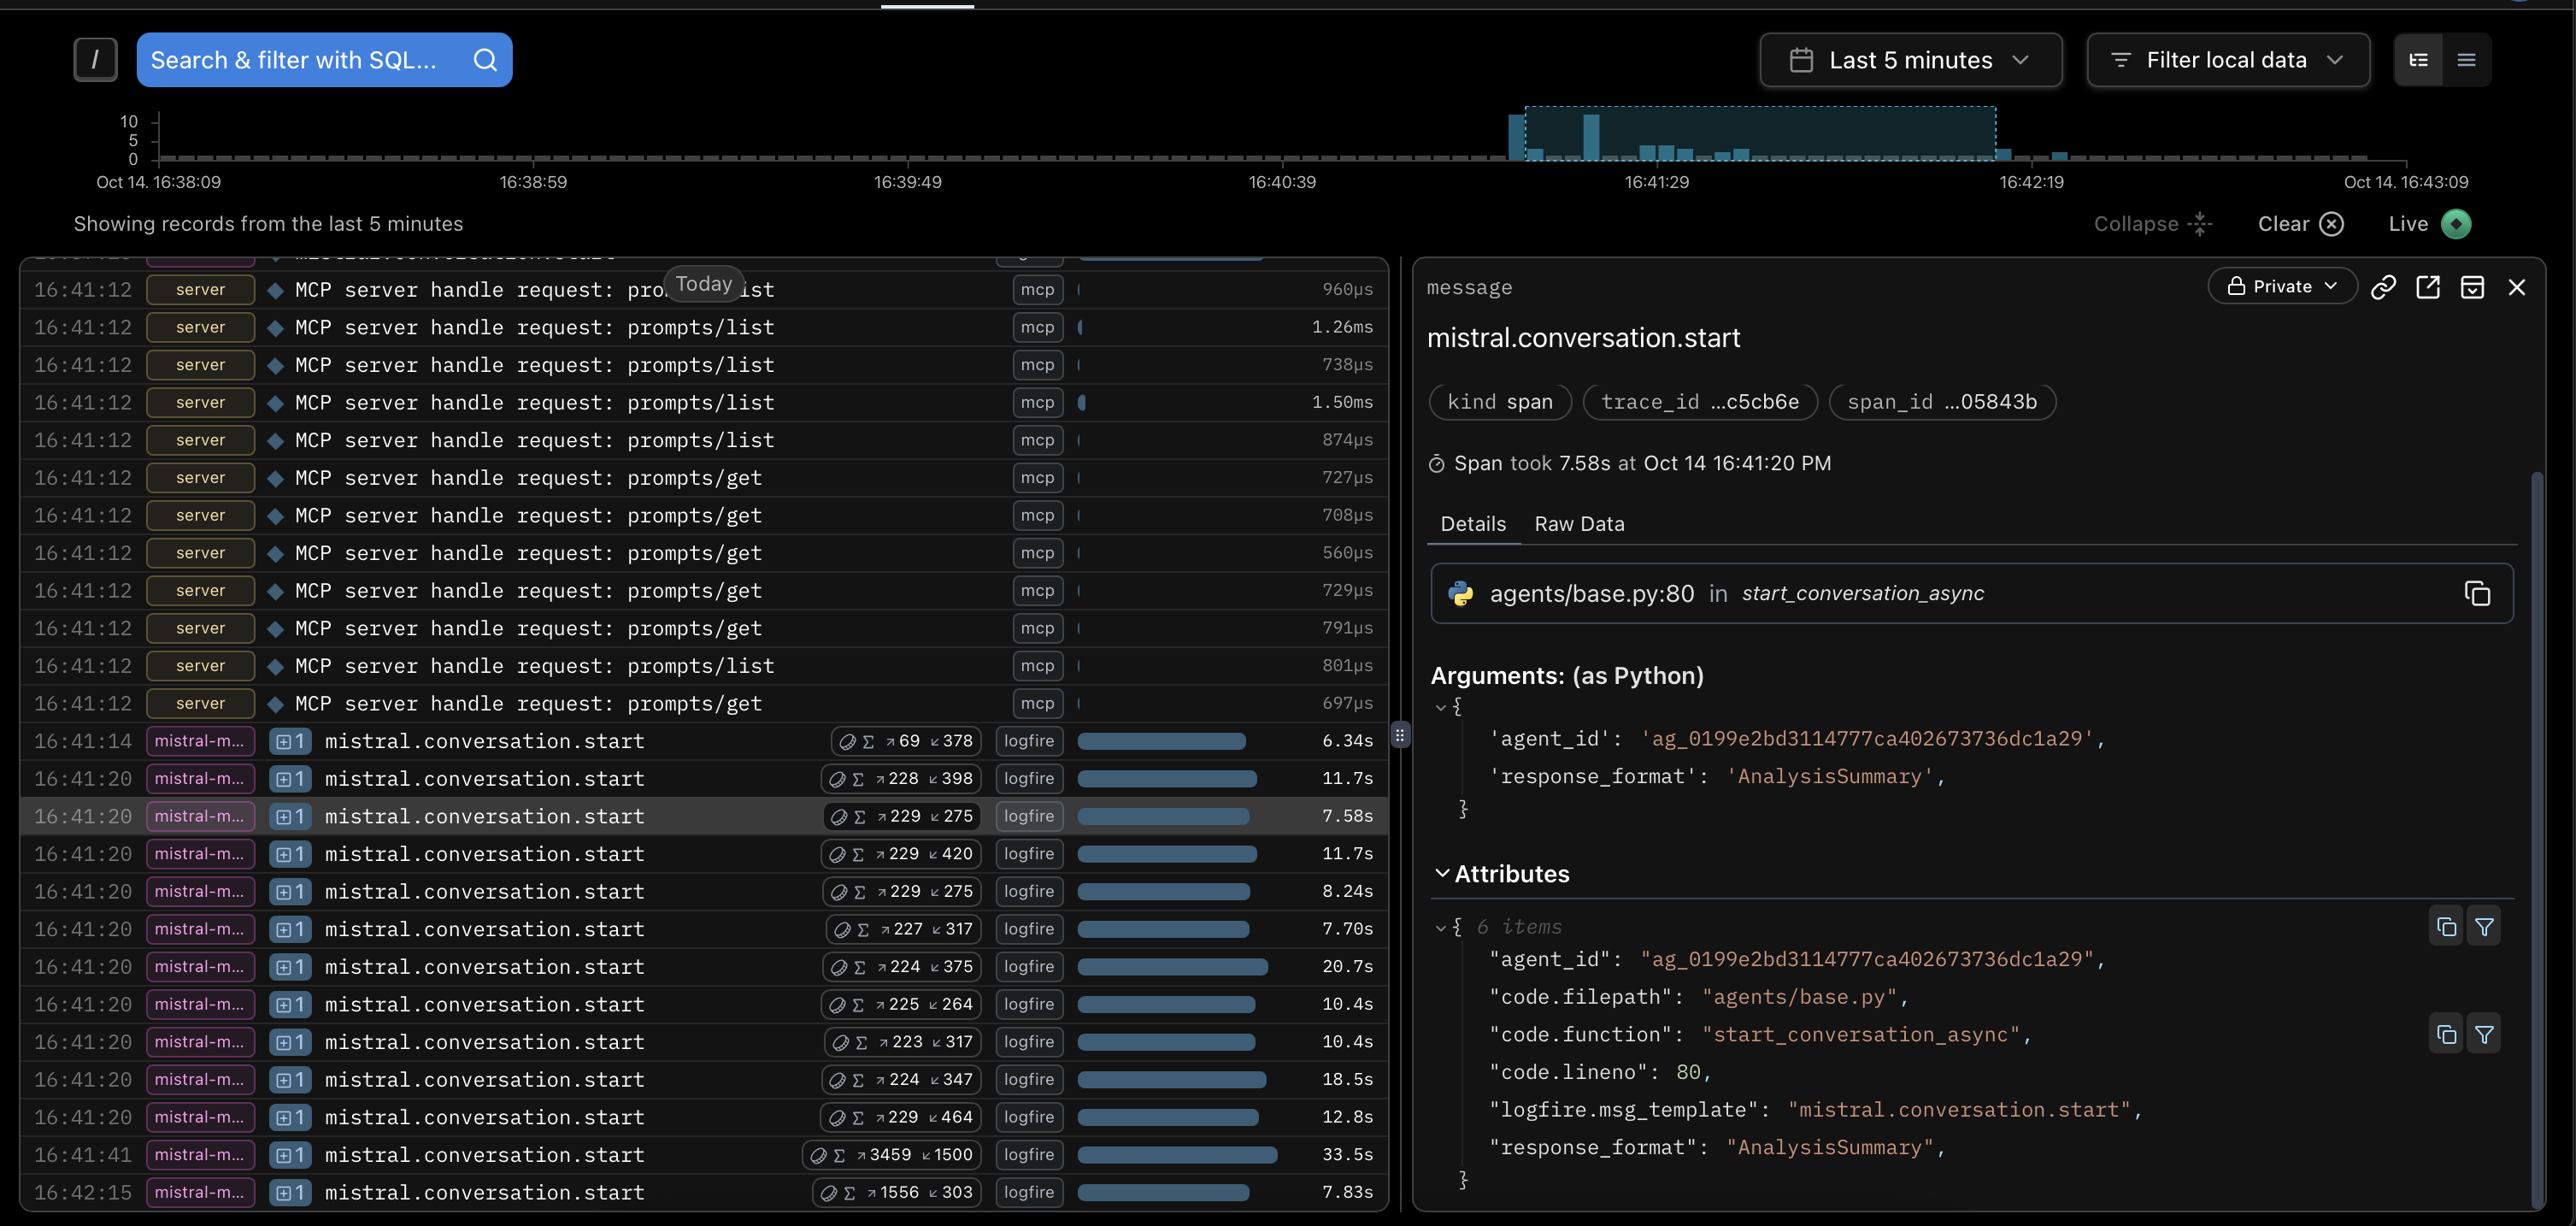 /
Search & filter with SQL...
Last 5 minutes
Filter local data
10
5
0
Oct 14, 16:38:09
16:38:59
16:39:49
16:40:39
16:41:29
16:42:19
Oct 14, 16:43:09
Showing records from the last 5 minutes
Collapse
Clear
Live
Today
16:41:12 server MCP server handle request: mcp 960µs
16:41:12 server MCP server handle request: prompts/list mcp 1.26ms
16:41:12 server MCP server handle request: prompts/list mcp 738µs
16:41:12 server MCP server handle request: prompts/list mcp 1.50ms
16:41:12 server MCP server handle request: prompts/list mcp 874µs
16:41:12 server MCP server handle request: prompts/get mcp 727µs
16:41:12 server MCP server handle request: prompts/get mcp 708µs
16:41:12 server MCP server handle request: prompts/get mcp 560µs
16:41:12 server MCP server handle request: prompts/get mcp 729µs
16:41:12 server MCP server handle request: prompts/get mcp 791µs
16:41:12 server MCP server handle request: prompts/list mcp 801µs
16:41:12 server MCP server handle request: prompts/get mcp 697µs
16:41:14 mistral-m... 1 mistral.conversation.start Σ ↗69 ↙378 logfire 6.34s
16:41:20 mistral-m... 1 mistral.conversation.start Σ ↗228 ↙398 logfire 11.7s
16:41:20 mistral-m... 1 mistral.conversation.start Σ ↗229 ↙275 logfire 7.58s
16:41:20 mistral-m... 1 mistral.conversation.start Σ ↗229 ↙420 logfire 11.7s
16:41:20 mistral-m... 1 mistral.conversation.start Σ ↗229 ↙275 logfire 8.24s
16:41:20 mistral-m... 1 mistral.conversation.start Σ ↗227 ↙317 logfire 7.70s
16:41:20 mistral-m... 1 mistral.conversation.start Σ ↗224 ↙375 logfire 20.7s
16:41:20 mistral-m... 1 mistral.conversation.start Σ ↗225 ↙264 logfire 10.4s
16:41:20 mistral-m... 1 mistral.conversation.start Σ ↗223 ↙317 logfire 10.4s
16:41:20 mistral-m... 1 mistral.conversation.start Σ ↗224 ↙347 logfire 18.5s
16:41:20 mistral-m... 1 mistral.conversation.start Σ ↗229 ↙464 logfire 12.8s
16:41:41 mistral-m... 1 mistral.conversation.start Σ ↗3459 ↙1500 logfire 33.5s
16:42:15 mistral-m... 1 mistral.conversation.start Σ ↗1556 ↙303 logfire 7.83s
message
Private
mistral.conversation.start
kind span
trace_id ...c5cb6e
span_id ...05843b
Span took 7.58s at Oct 14 16:41:20 PM
Details
Raw Data
agents/base.py:80 in start_conversation_async
Arguments: (as Python)
{
'agent_id': 'ag_0199e2bd3114777ca402673736dc1a29',
'response_format': 'AnalysisSummary',
}
Attributes
{ 6 items
"agent_id": "ag_0199e2bd3114777ca402673736dc1a29",
"code.filepath": "agents/base.py",
"code.function": "start_conversation_async",
"code.lineno": 80,
"logfire.msg_template": "mistral.conversation.start",
"response_format": "AnalysisSummary",
}